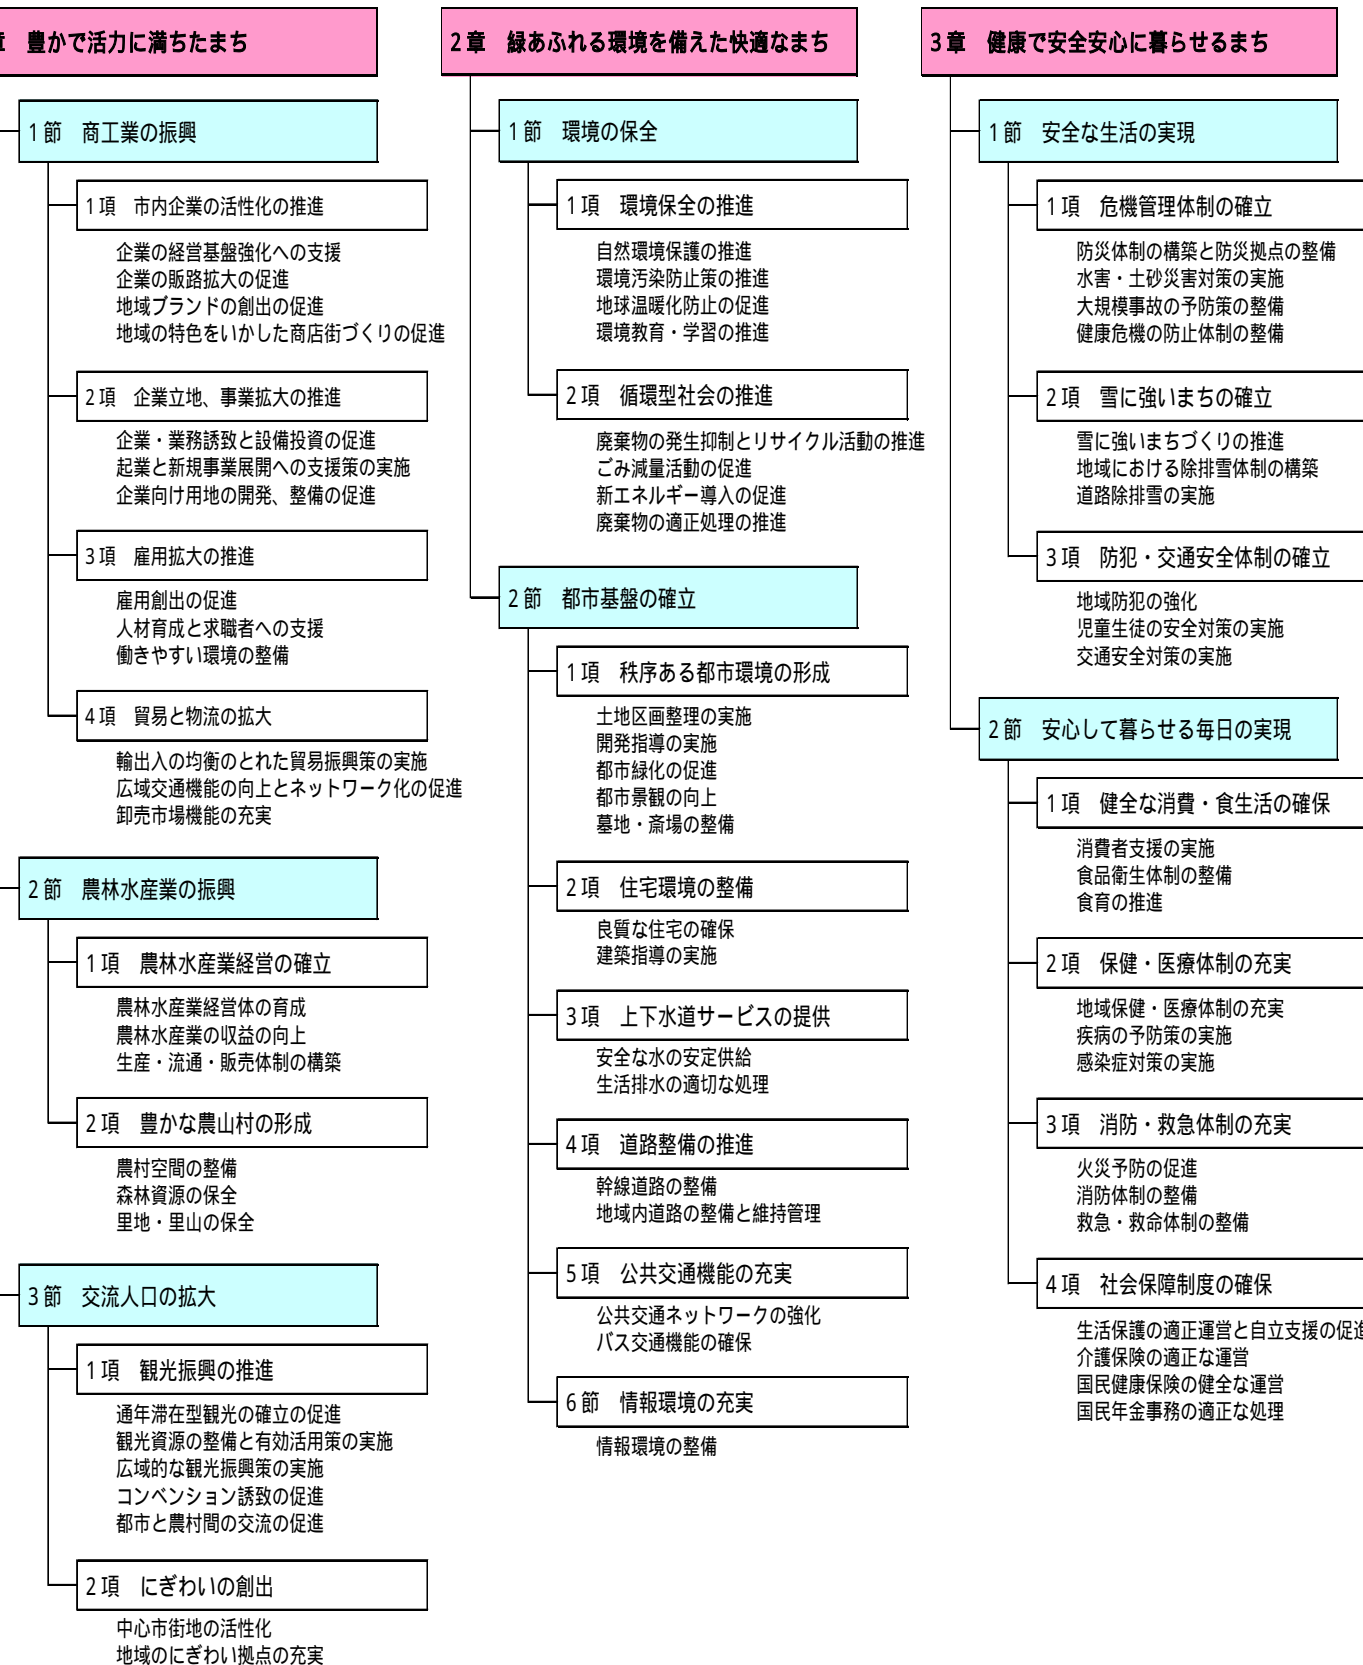 章　豊かで活力に満ちたまち
1節　商工業の振興
1項　市内企業の活性化の推進
企業の経営基盤強化への支援
企業の販路拡大の促進
地域ブランドの創出の促進
地域の特色をいかした商店街づくりの促進
2項　企業立地、事業拡大の推進
企業・業務誘致と設備投資の促進
起業と新規事業展開への支援策の実施
企業向け用地の開発、整備の促進
3項　雇用拡大の推進
雇用創出の促進
人材育成と求職者への支援
働きやすい環境の整備
4項　貿易と物流の拡大
輸出入の均衡のとれた貿易振興策の実施
広域交通機能の向上とネットワーク化の促進
卸売市場機能の充実
2節　農林水産業の振興
1項　農林水産業経営の確立
農林水産業経営体の育成
農林水産業の収益の向上
生産・流通・販売体制の構築
2項　豊かな農山村の形成
農村空間の整備
森林資源の保全
里地・里山の保全
3節　交流人口の拡大
1項　観光振興の推進
通年滞在型観光の確立の促進
観光資源の整備と有効活用策の実施
広域的な観光振興策の実施
コンベンション誘致の促進
都市と農村間の交流の促進
2項　にぎわいの創出
中心市街地の活性化
地域のにぎわい拠点の充実
2章　緑あふれる環境を備えた快適なまち
1節　環境の保全
1項　環境保全の推進
自然環境保護の推進
環境汚染防止策の推進
地球温暖化防止の促進
環境教育・学習の推進
2項　循環型社会の推進
廃棄物の発生抑制とリサイクル活動の推進
ごみ減量活動の促進
新エネルギー導入の促進
廃棄物の適正処理の推進
2節　都市基盤の確立
1項　秩序ある都市環境の形成
土地区画整理の実施
開発指導の実施
都市緑化の促進
都市景観の向上
墓地・斎場の整備
2項　住宅環境の整備
良質な住宅の確保
建築指導の実施
3項　上下水道サービスの提供
安全な水の安定供給
生活排水の適切な処理
4項　道路整備の推進
幹線道路の整備
地域内道路の整備と維持管理
5項　公共交通機能の充実
公共交通ネットワークの強化
バス交通機能の確保
6節　情報環境の充実
情報環境の整備
3章　健康で安全安心に暮らせるまち
1節　安全な生活の実現
1項　危機管理体制の確立
防災体制の構築と防災拠点の整備
水害・土砂災害対策の実施
大規模事故の予防策の整備
健康危機の防止体制の整備
2項　雪に強いまちの確立
雪に強いまちづくりの推進
地域における除排雪体制の構築
道路除排雪の実施
3項　防犯・交通安全体制の確立
地域防犯の強化
児童生徒の安全対策の実施
交通安全対策の実施
2節　安心して暮らせる毎日の実現
1項　健全な消費・食生活の確保
消費者支援の実施
食品衛生体制の整備
食育の推進
2項　保健・医療体制の充実
地域保健・医療体制の充実
疾病の予防策の実施
感染症対策の実施
3項　消防・救急体制の充実
火災予防の促進
消防体制の整備
救急・救命体制の整備
4項　社会保障制度の確保
生活保護の適正運営と自立支援の促進
介護保険の適正な運営
国民健康保険の健全な運営
国民年金事務の適正な処理